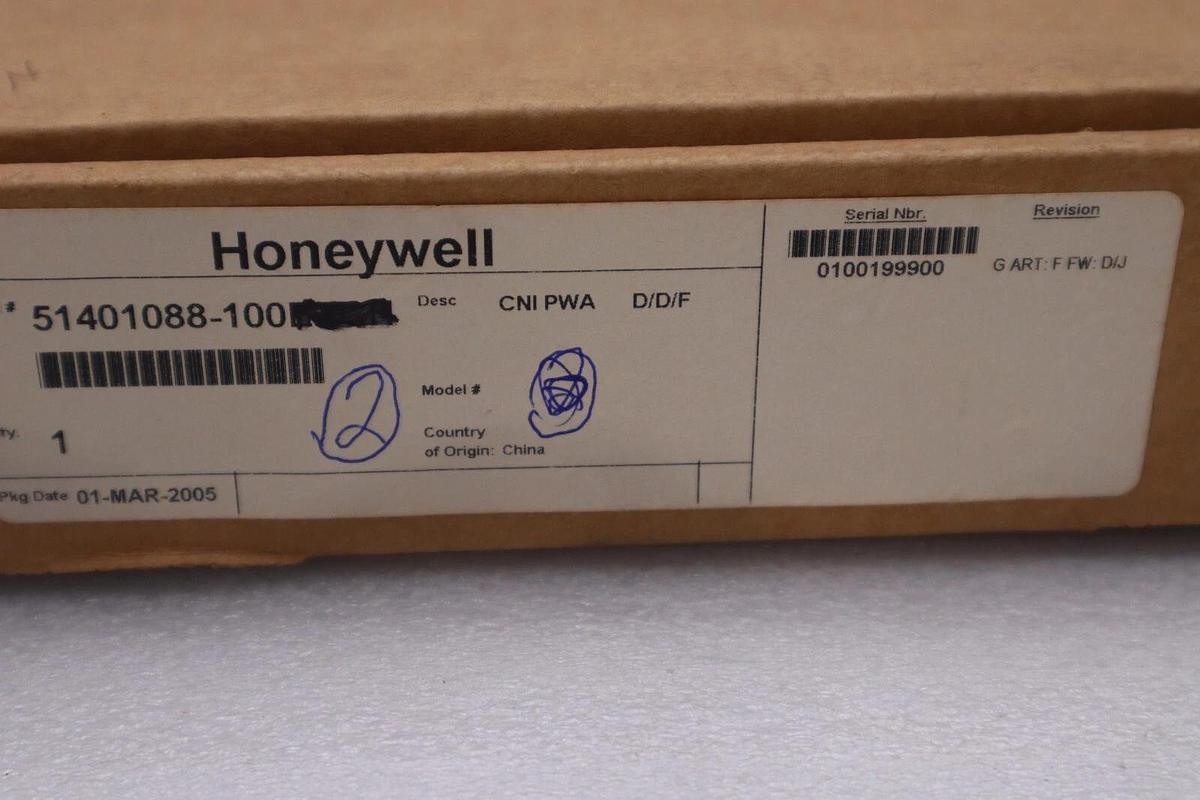 Honeywell
# 51401088-100
Desc CNI PWA D/D/F
2
Model #
ty. 1
Country
of Origin: China
Pkg Date 01-MAR-2005
Serial Nbr.
0100199900
Revision
G ART: F FW: D/J